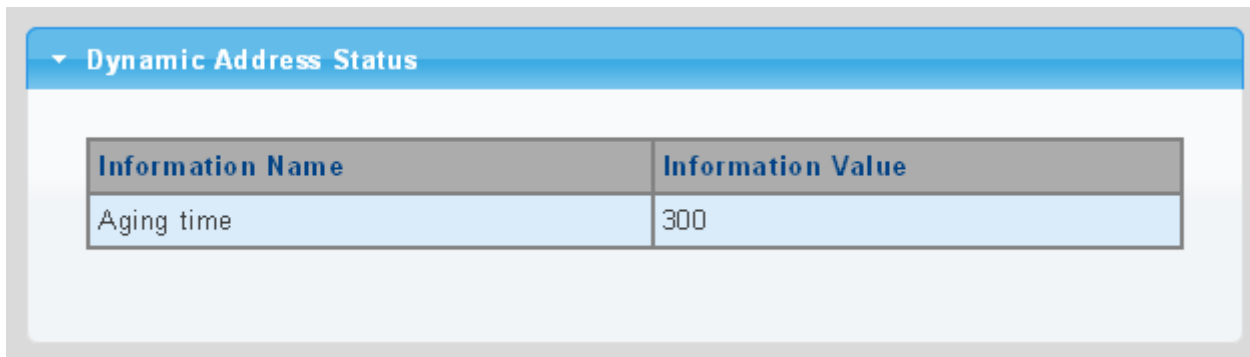 Dynamic Address Status
Information Name Information Value
Aging time 300